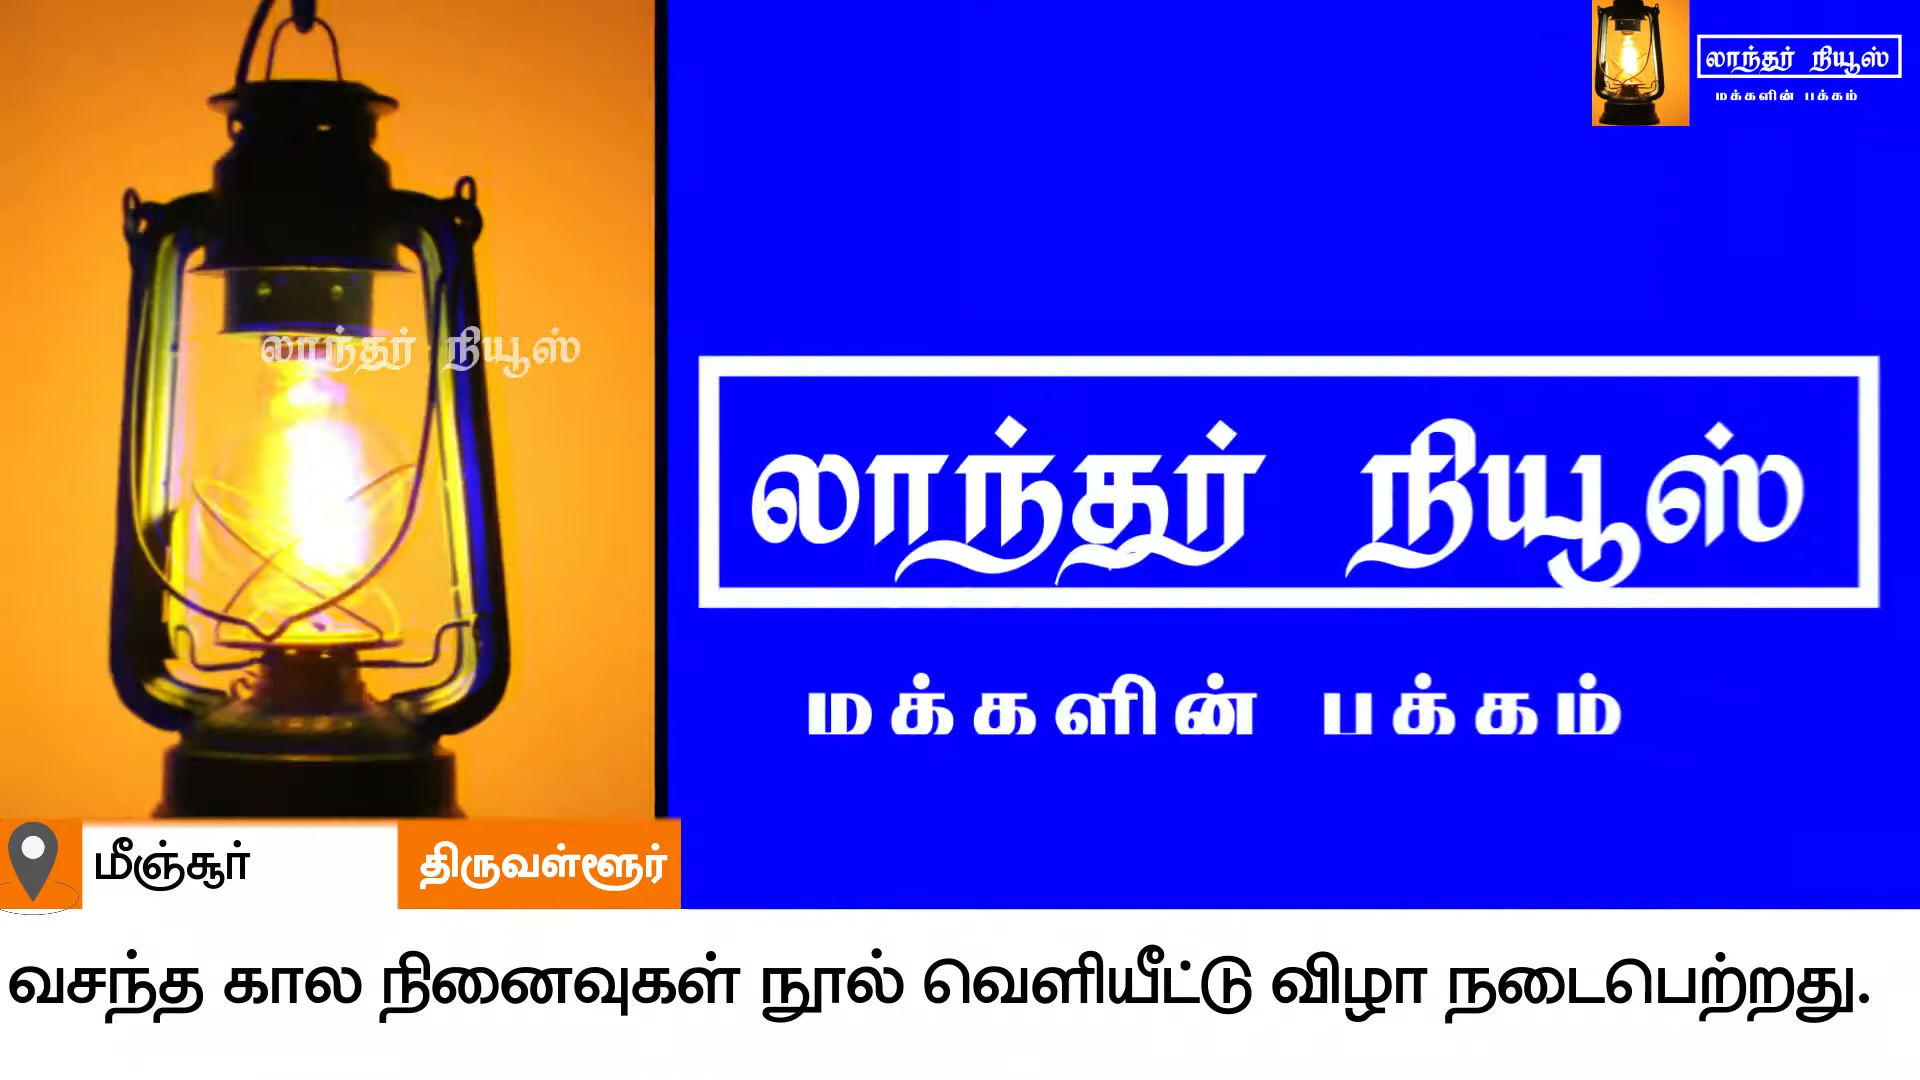 லாந்தர் நியூஸ்
மக்களின் பக்கம்
லாந்தர் நியூஸ்
லாந்தர் நியூஸ்
மக்களின் பக்கம்
மீஞ்சூர்
திருவள்ளூர்
வசந்த கால நினைவுகள் நூல் வெளியீட்டு விழா நடைபெற்றது.